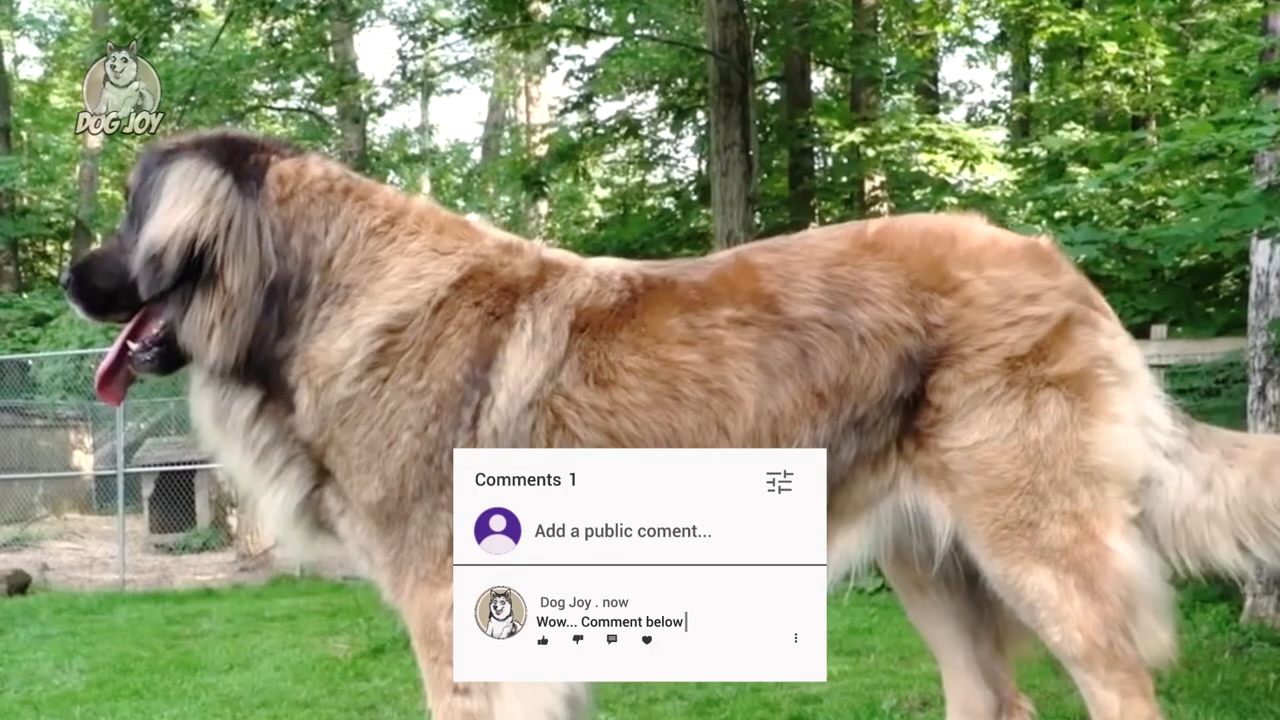 DOG JOY
Comments 1
Add a public coment...
Dog Joy . now
Wow... Comment below